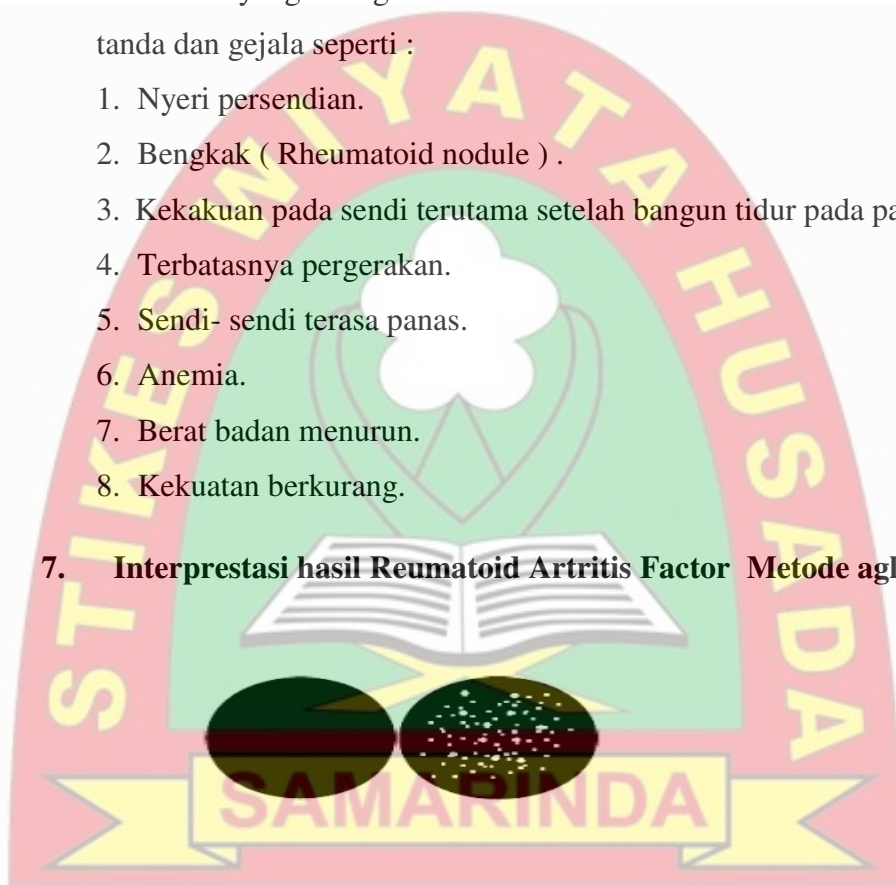 tanda dan gejala seperti :
1. Nyeri persendian.
2. Bengkak ( Rheumatoid nodule ) .
3. Kekakuan pada sendi terutama setelah bangun tidur pada
4. Terbatasnya pergerakan.
5. Sendi- sendi terasa panas.
6. Anemia.
7. Berat badan menurun.
8. Kekuatan berkurang.
7. Interprestasi hasil Reumatoid Artritis Factor Metode
STIKES WIYATA HUSADA
SAMARINDA